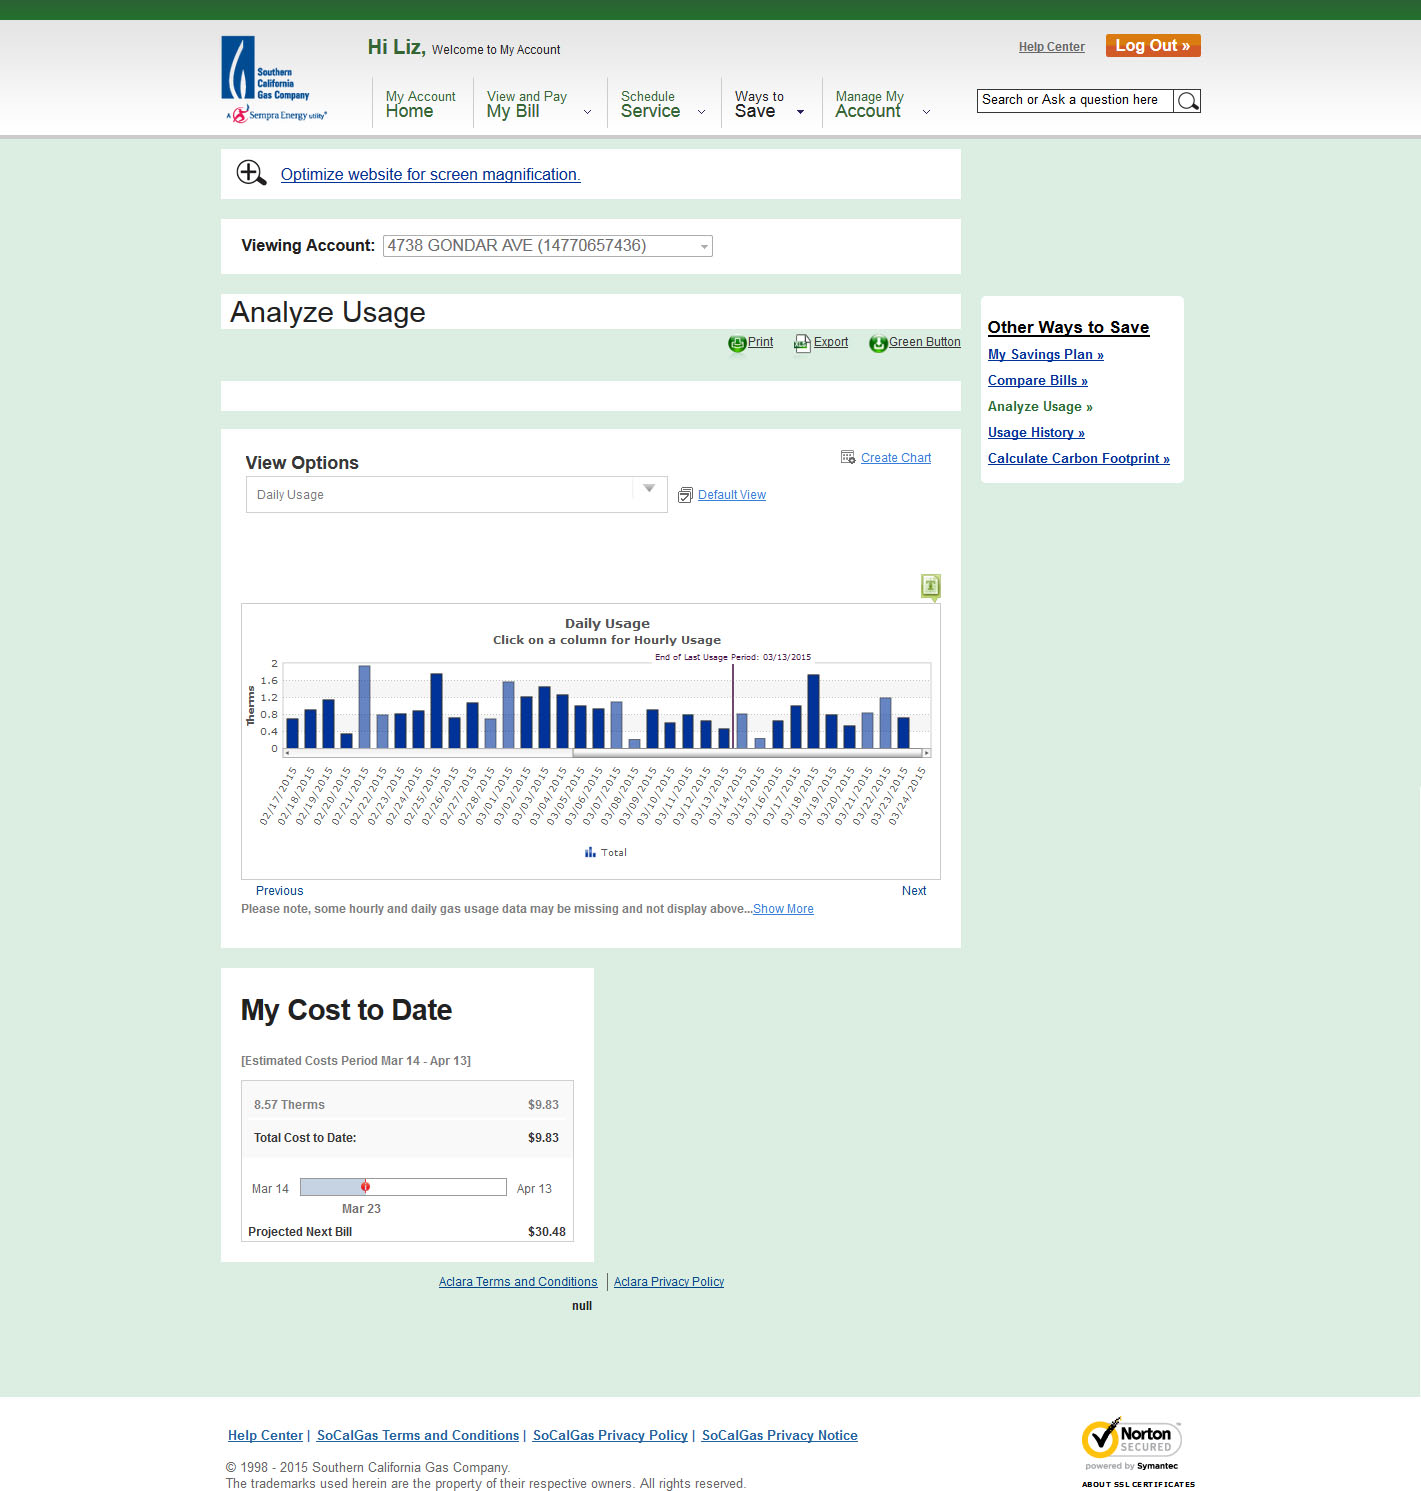 Hi Liz, Welcome to My Account
Help Center
Log Out »
Southern
California
Gas Company
A Sempra Energy utility®
My Account
Home
View and Pay
My Bill
Schedule
Service
Ways to
Save
Manage My
Account
Search or Ask a question here
Optimize website for screen magnification.
Viewing Account: 4738 GONDAR AVE (14770657436)
Analyze Usage
Print Export Green Button
Other Ways to Save
My Savings Plan »
Compare Bills »
Analyze Usage »
Usage History »
Calculate Carbon Footprint »
View Options
Create Chart
Daily Usage
Default View
T
Daily Usage
Click on a column for Hourly Usage
End of Last Usage Period: 03/13/2015
Therms
2
1.6
1.2
0.8
0.4
0
02/17/2015
02/18/2015
02/19/2015
02/20/2015
02/21/2015
02/22/2015
02/23/2015
02/24/2015
02/25/2015
02/26/2015
02/27/2015
02/28/2015
03/01/2015
03/02/2015
03/03/2015
03/04/2015
03/05/2015
03/06/2015
03/07/2015
03/08/2015
03/09/2015
03/10/2015
03/11/2015
03/12/2015
03/13/2015
03/14/2015
03/15/2015
03/16/2015
03/17/2015
03/18/2015
03/19/2015
03/20/2015
03/21/2015
03/22/2015
03/23/2015
03/24/2015
Total
Previous
Next
Please note, some hourly and daily gas usage data may be missing and not display above...Show More
My Cost to Date
[Estimated Costs Period Mar 14 - Apr 13]
8.57 Therms $9.83
Total Cost to Date: $9.83
Mar 14 Apr 13
Mar 23
Projected Next Bill $30.48
Aclara Terms and Conditions | Aclara Privacy Policy
null
Help Center | SoCalGas Terms and Conditions | SoCalGas Privacy Policy | SoCalGas Privacy Notice
© 1998 - 2015 Southern California Gas Company.
The trademarks used herein are the property of their respective owners. All rights reserved.
Norton
SECURED
powered by Symantec
ABOUT SSL CERTIFICATES